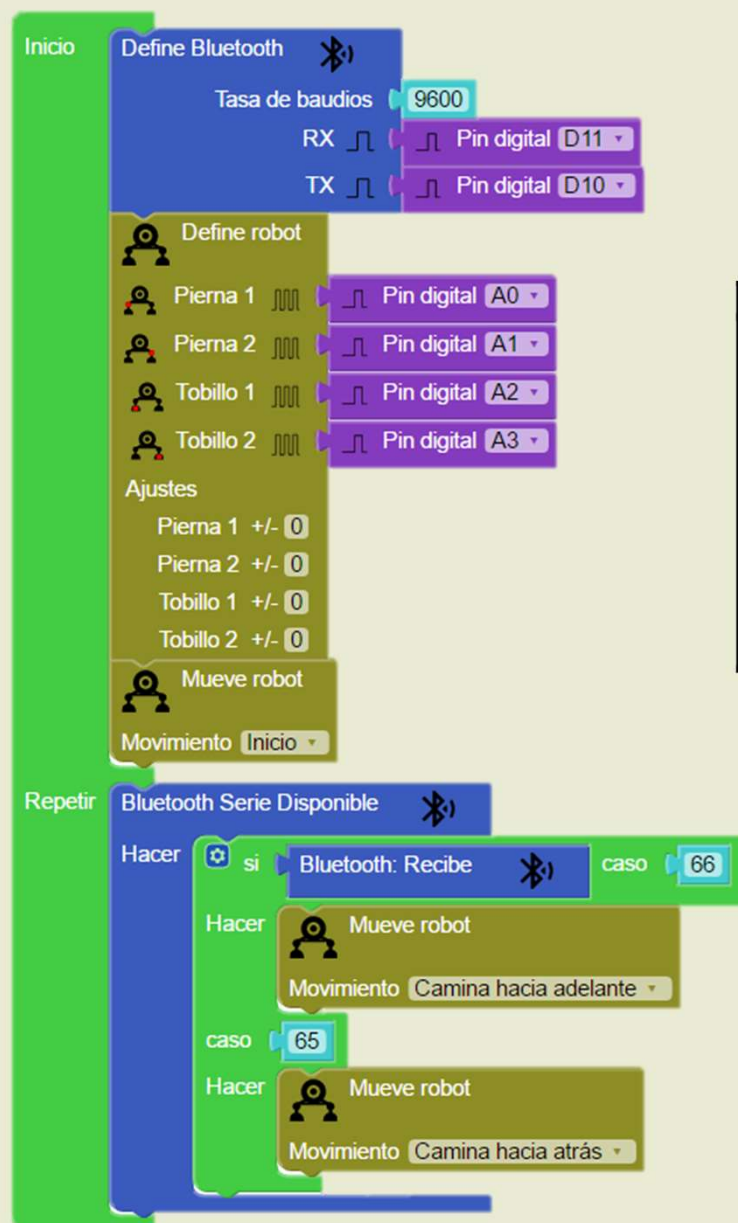 Inicio Define Bluetooth
Tasa de baudios 9600
RX Pin digital D11
TX Pin digital D10
Define robot
Pierna 1 Pin digital A0
Pierna 2 Pin digital A1
Tobillo 1 Pin digital A2
Tobillo 2 Pin digital A3
Ajustes
Pierna 1 +/- 0
Pierna 2 +/- 0
Tobillo 1 +/- 0
Tobillo 2 +/- 0
Mueve robot
Movimiento Inicio
Repetir Bluetooth Serie Disponible
Hacer si Bluetooth: Recibe caso 66
Hacer Mueve robot
Movimiento Camina hacia adelante
caso 65
Hacer Mueve robot
Movimiento Camina hacia atrás